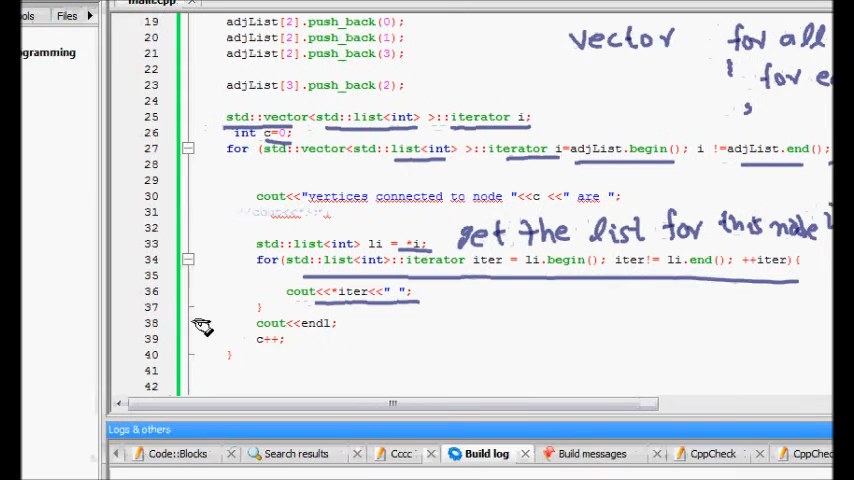 main.cpp
ols
Files
ogramming
19 adjList[2].push_back(0);
20 adjList[2].push_back(1);
21 adjList[2].push_back(3);
22
23 adjList[3].push_back(2);
24
25 std::vector<std::list<int> >::iterator i;
26 int c=0;
27 for (std::vector<std::list<int> >::iterator i=adjList.begin(); i !=adjList.end();
28
29
30 cout<<"vertices connected to node "<<c <<" are ";
31
32
33 std::list<int> li = *i;
34 for(std::list<int>::iterator iter = li.begin(); iter!= li.end(); ++iter){
35
36 cout<<*iter<<" ";
37 }
38 cout<<endl;
39 c++;
40 }
41
42
vector for all
for
get the list for this node
Logs & others
Code::Blocks
Search results
Cccc
Build log
Build messages
CppCheck
CppChec